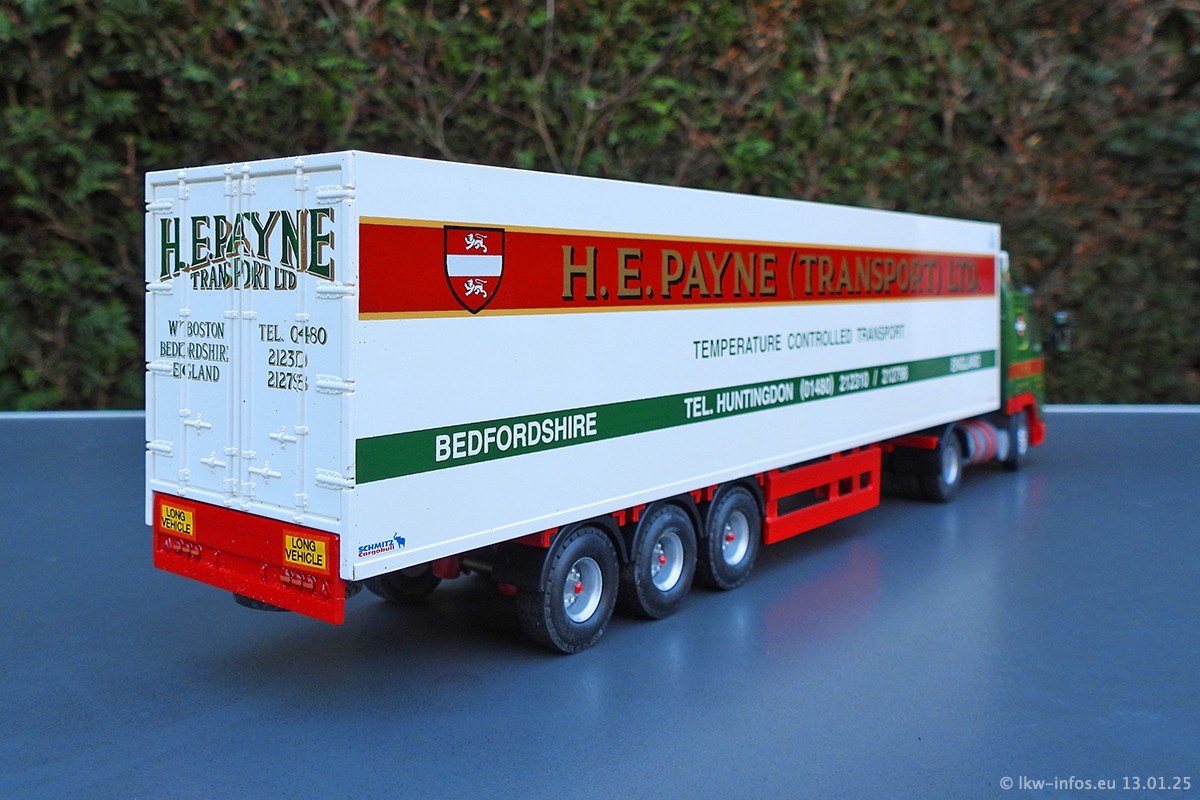 H.E.PAYNE
TRANSPORT LTD
BOSTON
BEDFORDSHIRE
ENGLAND
TEL. 0480
212310
212798
LONG
VEHICLE
LONG
VEHICLE
H.E.PAYNE (TRANSPORT) LTD.
TEMPERATURE CONTROLLED TRANSPORT
BEDFORDSHIRE
TEL. HUNTINGDON (01480) 212310 / 212798
ENGLAND
SCHMITZ
Cargobull
© lkw-infos.eu 13.01.25